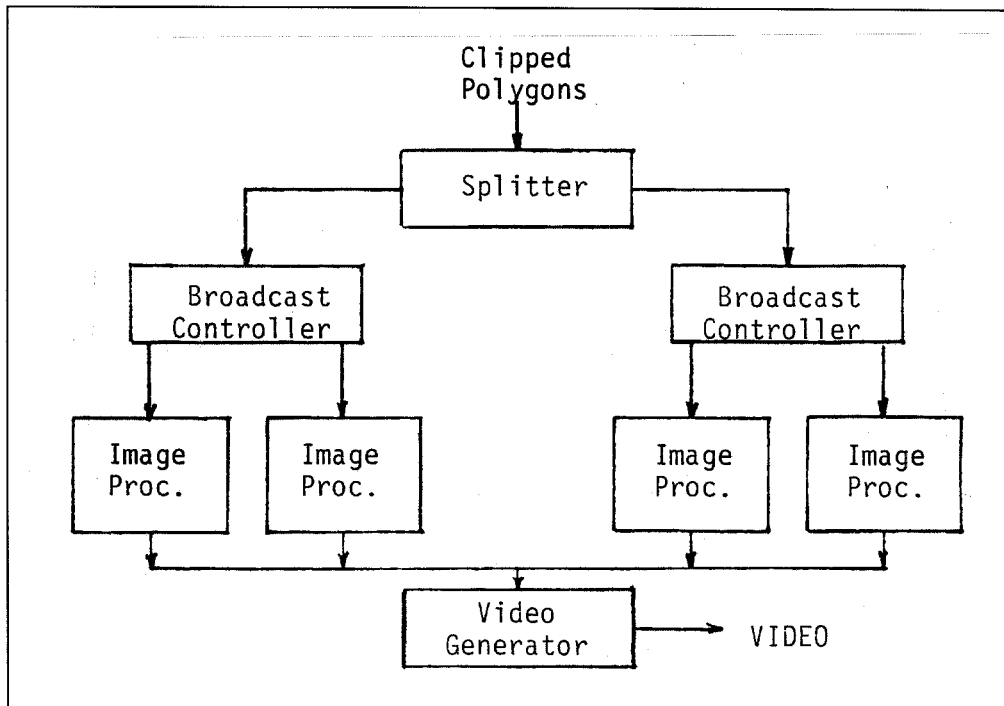 Clipped
Polygons
Splitter
Broadcast
Controller
Broadcast
Controller
Image
Proc.
Image
Proc.
Image
Proc.
Image
Proc.
Video
Generator
VIDEO